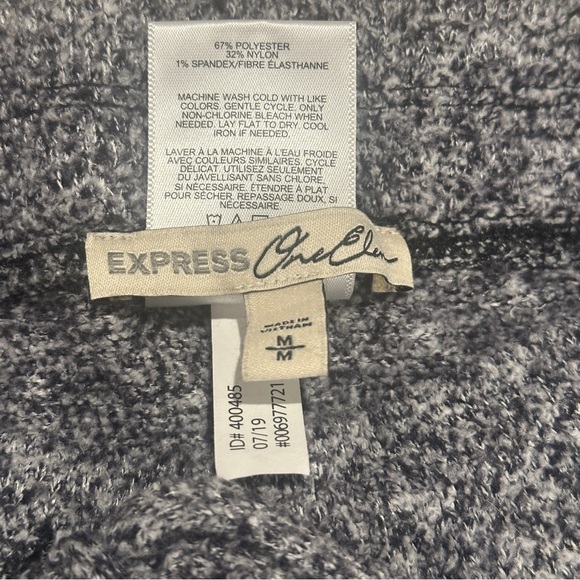 67% POLYESTER
32% NYLON
1% SPANDEX/FIBRE ÉLASTHANNE
MACHINE WASH COLD WITH LIKE
COLORS. GENTLE CYCLE. ONLY
NON-CHLORINE BLEACH WHEN
NEEDED. LAY FLAT TO DRY. COOL
IRON IF NEEDED.
LAVER À LA MACHINE À L'EAU FROIDE
AVEC COULEURS SIMILAIRES. CYCLE
DÉLICAT. UTILISEZ SEULEMENT
DU JAVELLISANT SANS CHLORE,
SI NÉCESSAIRE. ÉTENDRE À PLAT
POUR SÉCHER. REPASSAGE DOUX, SI
NÉCESSAIRE.
EXPRESS One Eleven
MADE IN
VIETNAM
M
M
ID# 400485
07/19
#006977721